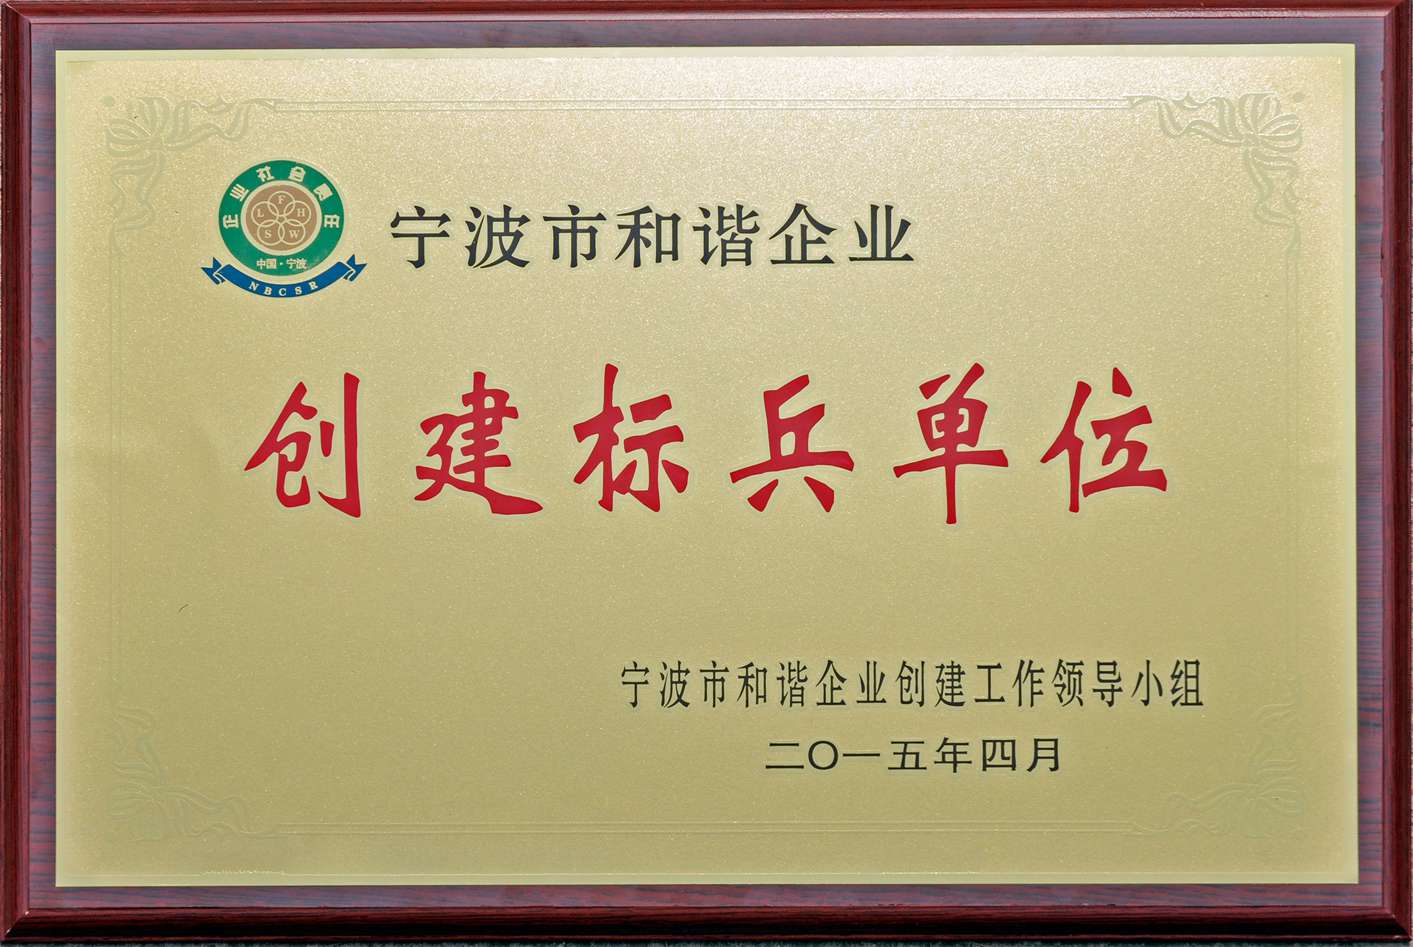 企业社会责任
F
L H
S W
中国·宁波
NBCSR
宁波市和谐企业
创建标兵单位
宁波市和谐企业创建工作领导小组
二〇一五年四月